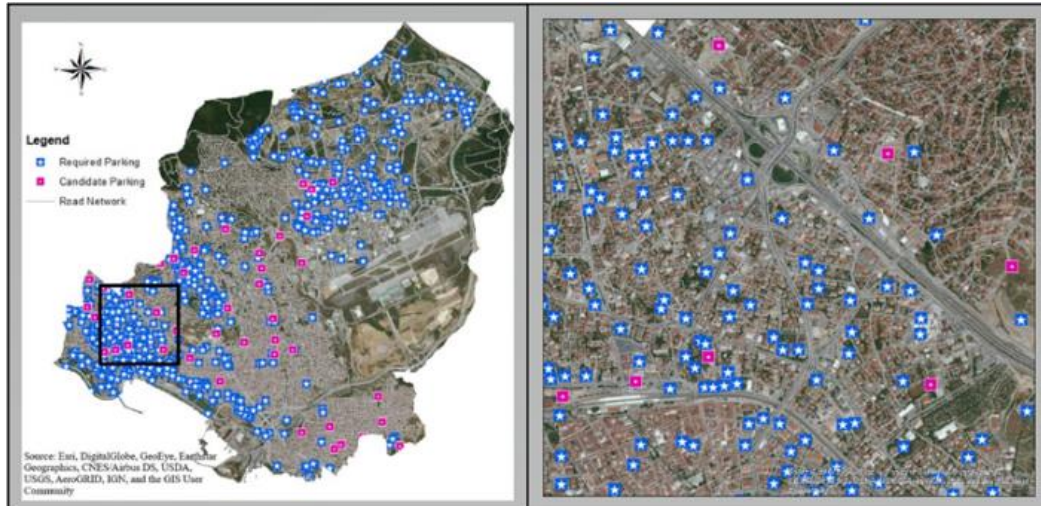 Legend
Required Parking
Candidate Parking
Road Network
Source: Esri, DigitalGlobe, GeoEye, Earthstar
Geographics, CNES/Airbus DS, USDA,
USGS, AeroGRID, IGN, and the GIS User
Community